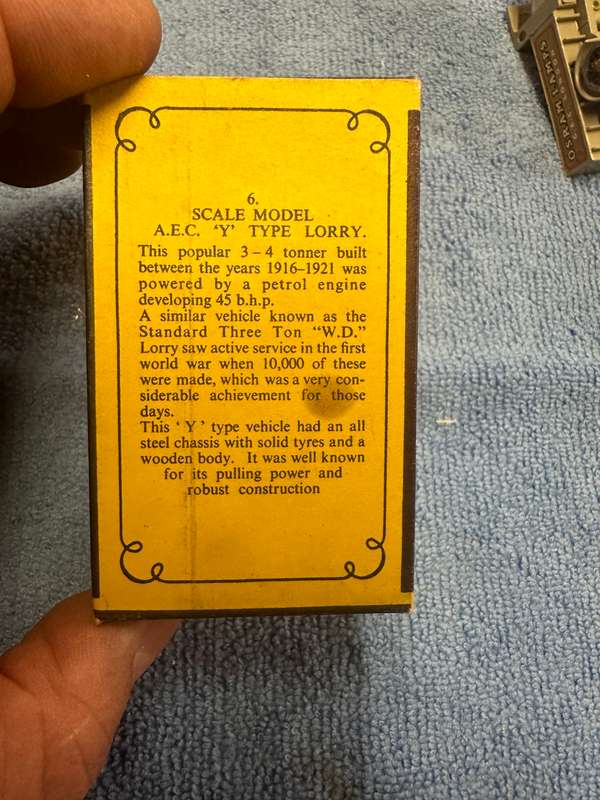 6.
SCALE MODEL
A.E.C. 'Y' TYPE LORRY.
This popular 3 – 4 tonner built
between the years 1916–1921 was
powered by a petrol engine
developing 45 b.h.p.
A similar vehicle known as the
Standard Three Ton "W.D."
Lorry saw active service in the first
world war when 10,000 of these
were made, which was a very con-
siderable achievement for those
days.
This 'Y' type vehicle had an all
steel chassis with solid tyres and a
wooden body. It was well known
for its pulling power and
robust construction
OSRAM LAMPS